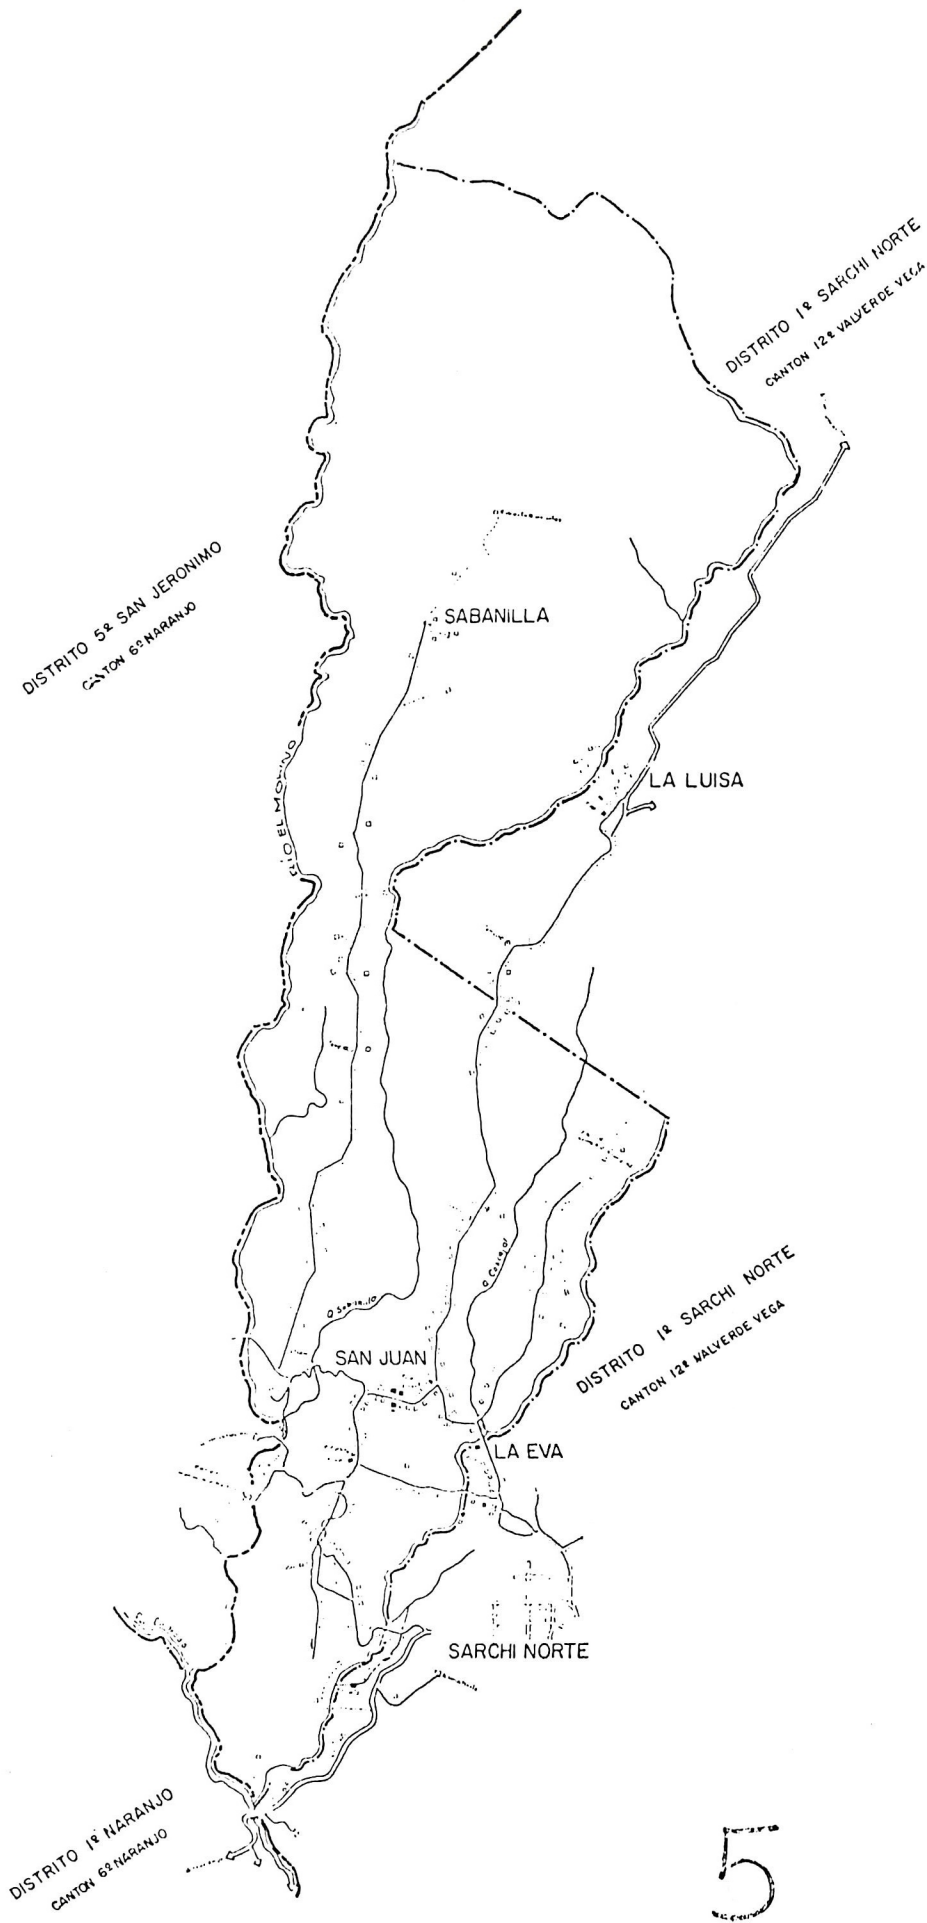 DISTRITO 1º SARCHI NORTE
CANTON 12º VALVERDE VEGA
DISTRITO 5º SAN JERONIMO
CANTON 6º NARANJO
SABANILLA
RIO EL MOLINO
LA LUISA
Q Cascajal
Q Sabanilla
SAN JUAN
DISTRITO 1º SARCHI NORTE
CANTON 12º VALVERDE VEGA
LA EVA
SARCHI NORTE
DISTRITO 1º NARANJO
CANTON 6º NARANJO
5